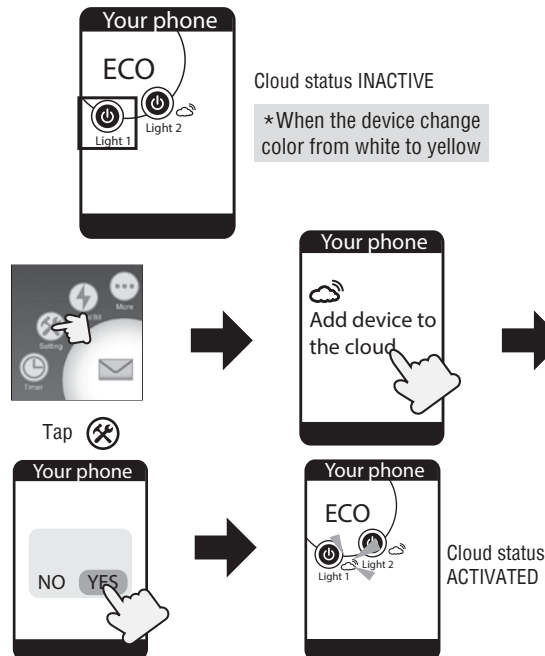 Your phone
ECO
Light 1
Light 2
Cloud status INACTIVE
*When the device change
color from white to yellow
More
Setting
Timer
Tap
Your phone
Add device to
the cloud
Your phone
NO YES
Your phone
ECO
Light 1
Light 2
Cloud status
ACTIVATED